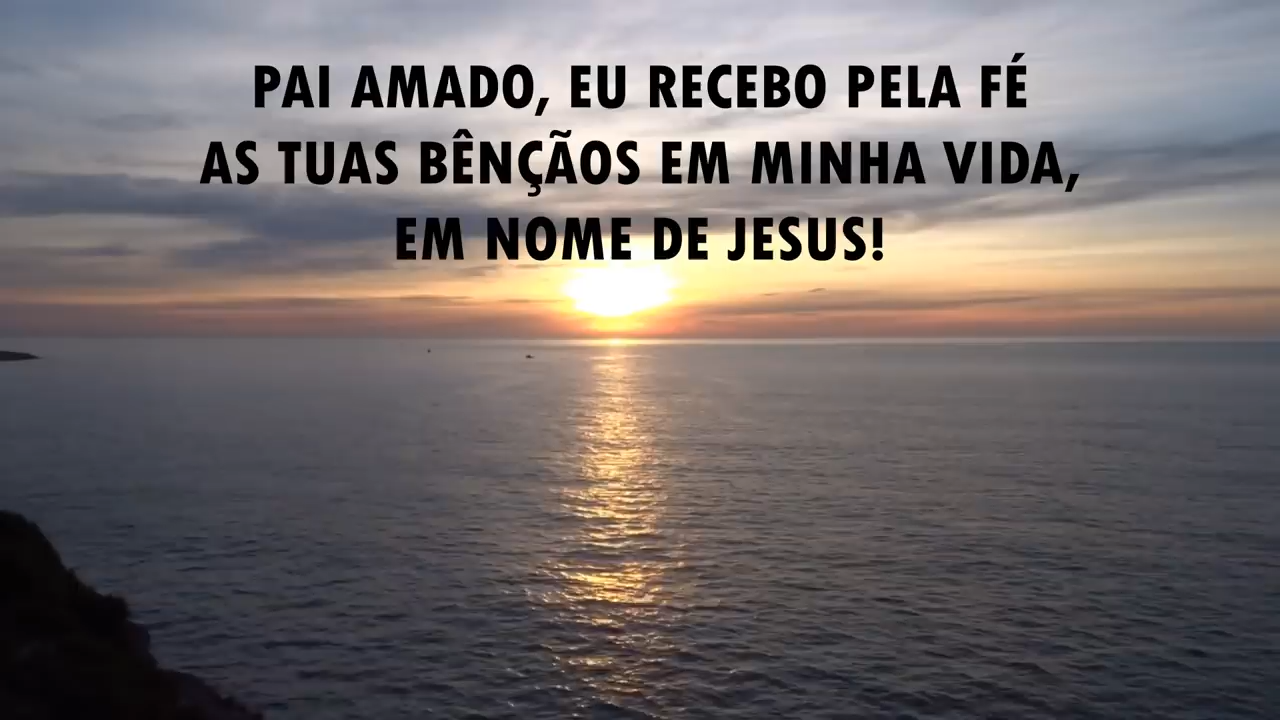 PAI AMADO, EU RECEBO PELA FÉ
AS TUAS BÊNÇÃOS EM MINHA VIDA,
EM NOME DE JESUS!